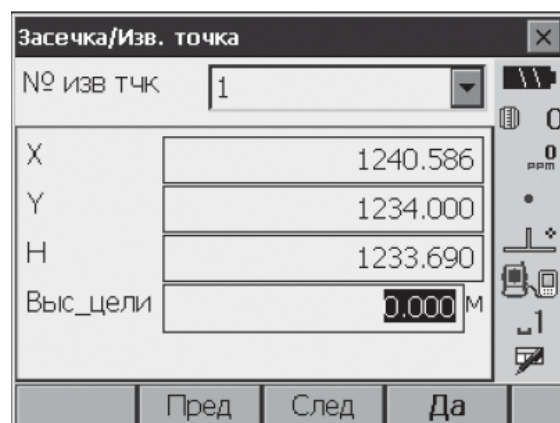 Засечка/Изв. точка
№ изв тчк 1
0
X 1240.586
0
ppm
Y 1234.000
H 1233.690
Выс_цели 0.000 м
1
Пред След Да